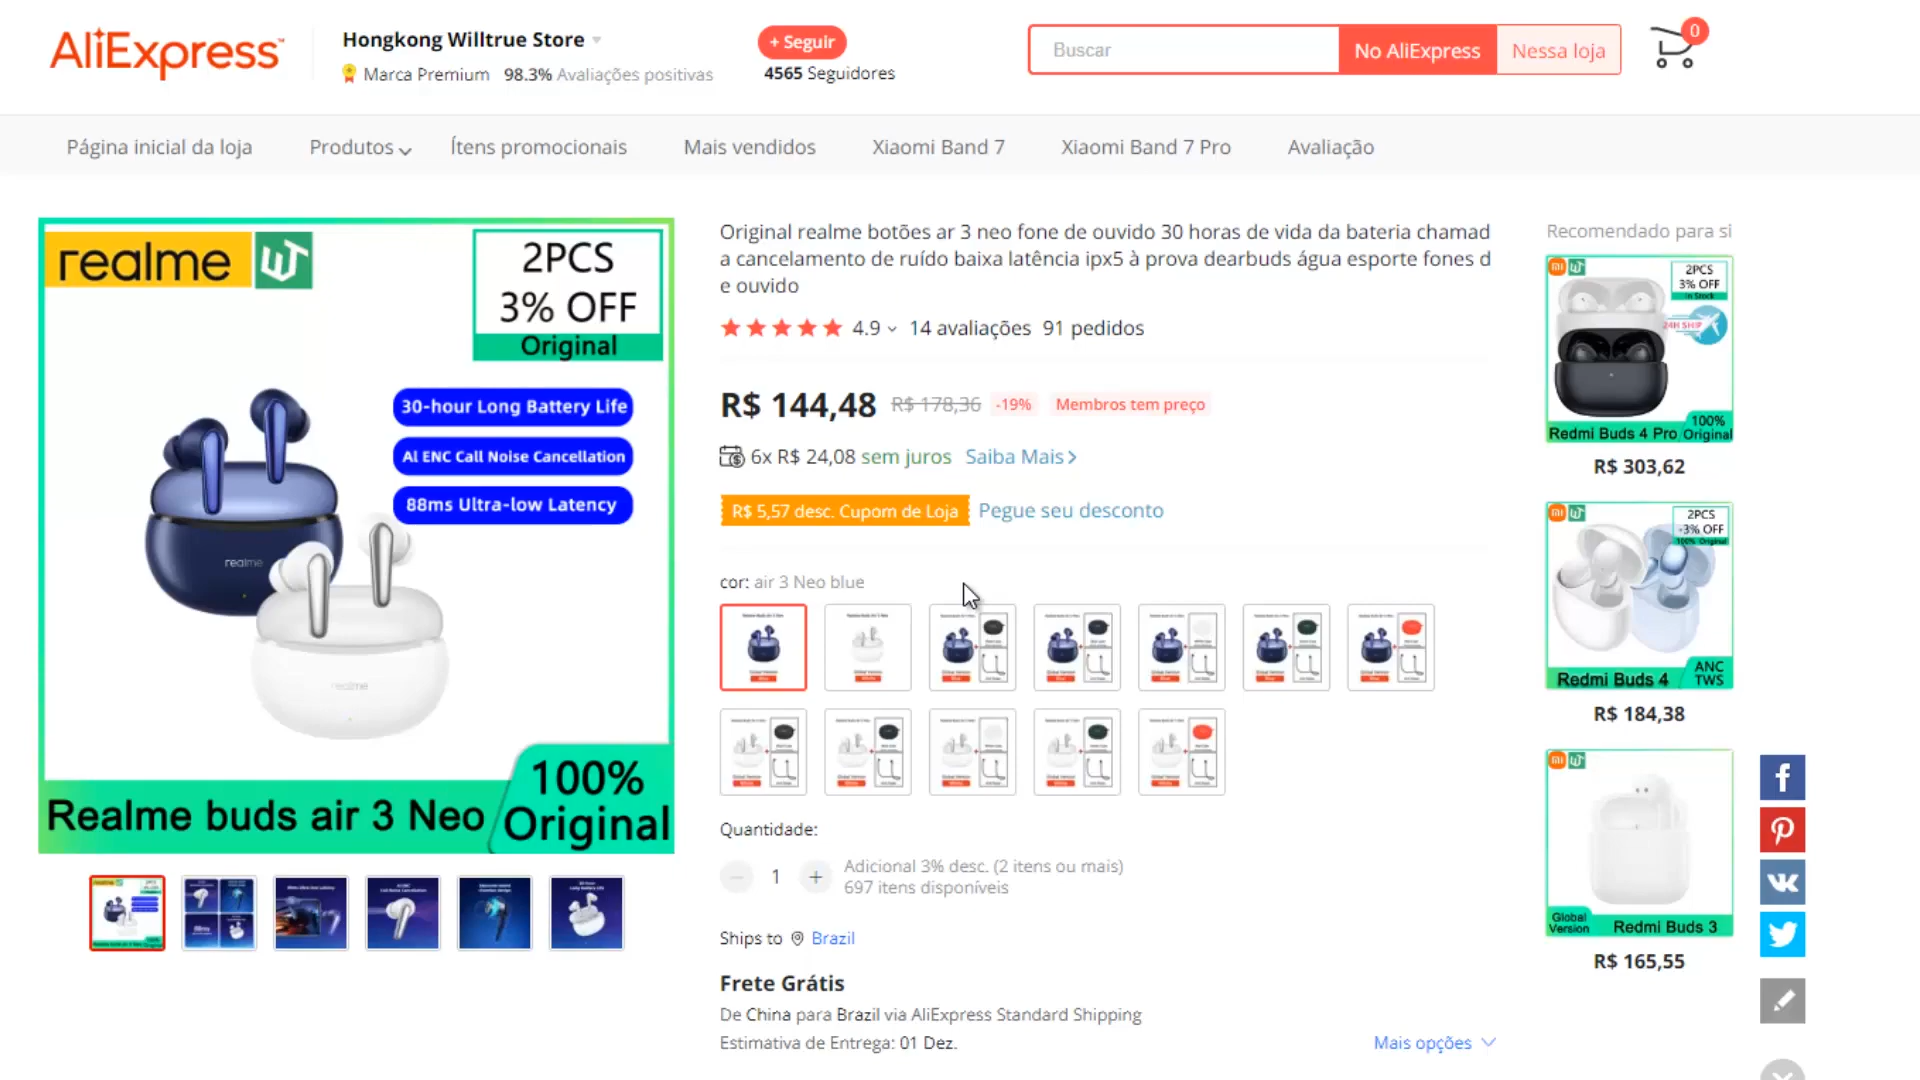 AliExpress™
Hongkong Willtrue Store
Marca Premium 98.3% Avaliações positivas
+ Seguir
4565 Seguidores
Buscar
No AliExpress
Nessa loja
0
Página inicial da loja
Produtos
Ítens promocionais
Mais vendidos
Xiaomi Band 7
Xiaomi Band 7 Pro
Avaliação
realme
2PCS
3% OFF
Original
30-hour Long Battery Life
AI ENC Call Noise Cancellation
88ms Ultra-low Latency
realme
realme
Realme buds air 3 Neo
100%
Original
Original realme botões ar 3 neo fone de ouvido 30 horas de vida da bateria chamad
a cancelamento de ruído baixa latência ipx5 à prova dearbuds água esporte fones d
e ouvido
4.9 14 avaliações 91 pedidos
R$ 144,48 R$ 178,36 -19% Membros tem preço
6x R$ 24,08 sem juros Saiba Mais
R$ 5,57 desc. Cupom de Loja Pegue seu desconto
cor: air 3 Neo blue
Quantidade:
1
Adicional 3% desc. (2 itens ou mais)
697 itens disponíveis
Ships to Brazil
Frete Grátis
De China para Brazil via AliExpress Standard Shipping
Estimativa de Entrega: 01 Dez.
Mais opções
Recomendado para si
2PCS
3% OFF
In Stock
24H SHIP
100%
Redmi Buds 4 Pro Original
R$ 303,62
2PCS
-3% OFF
100% Original
ANC
TWS
Redmi Buds 4
R$ 184,38
Global
Version
Redmi Buds 3
R$ 165,55